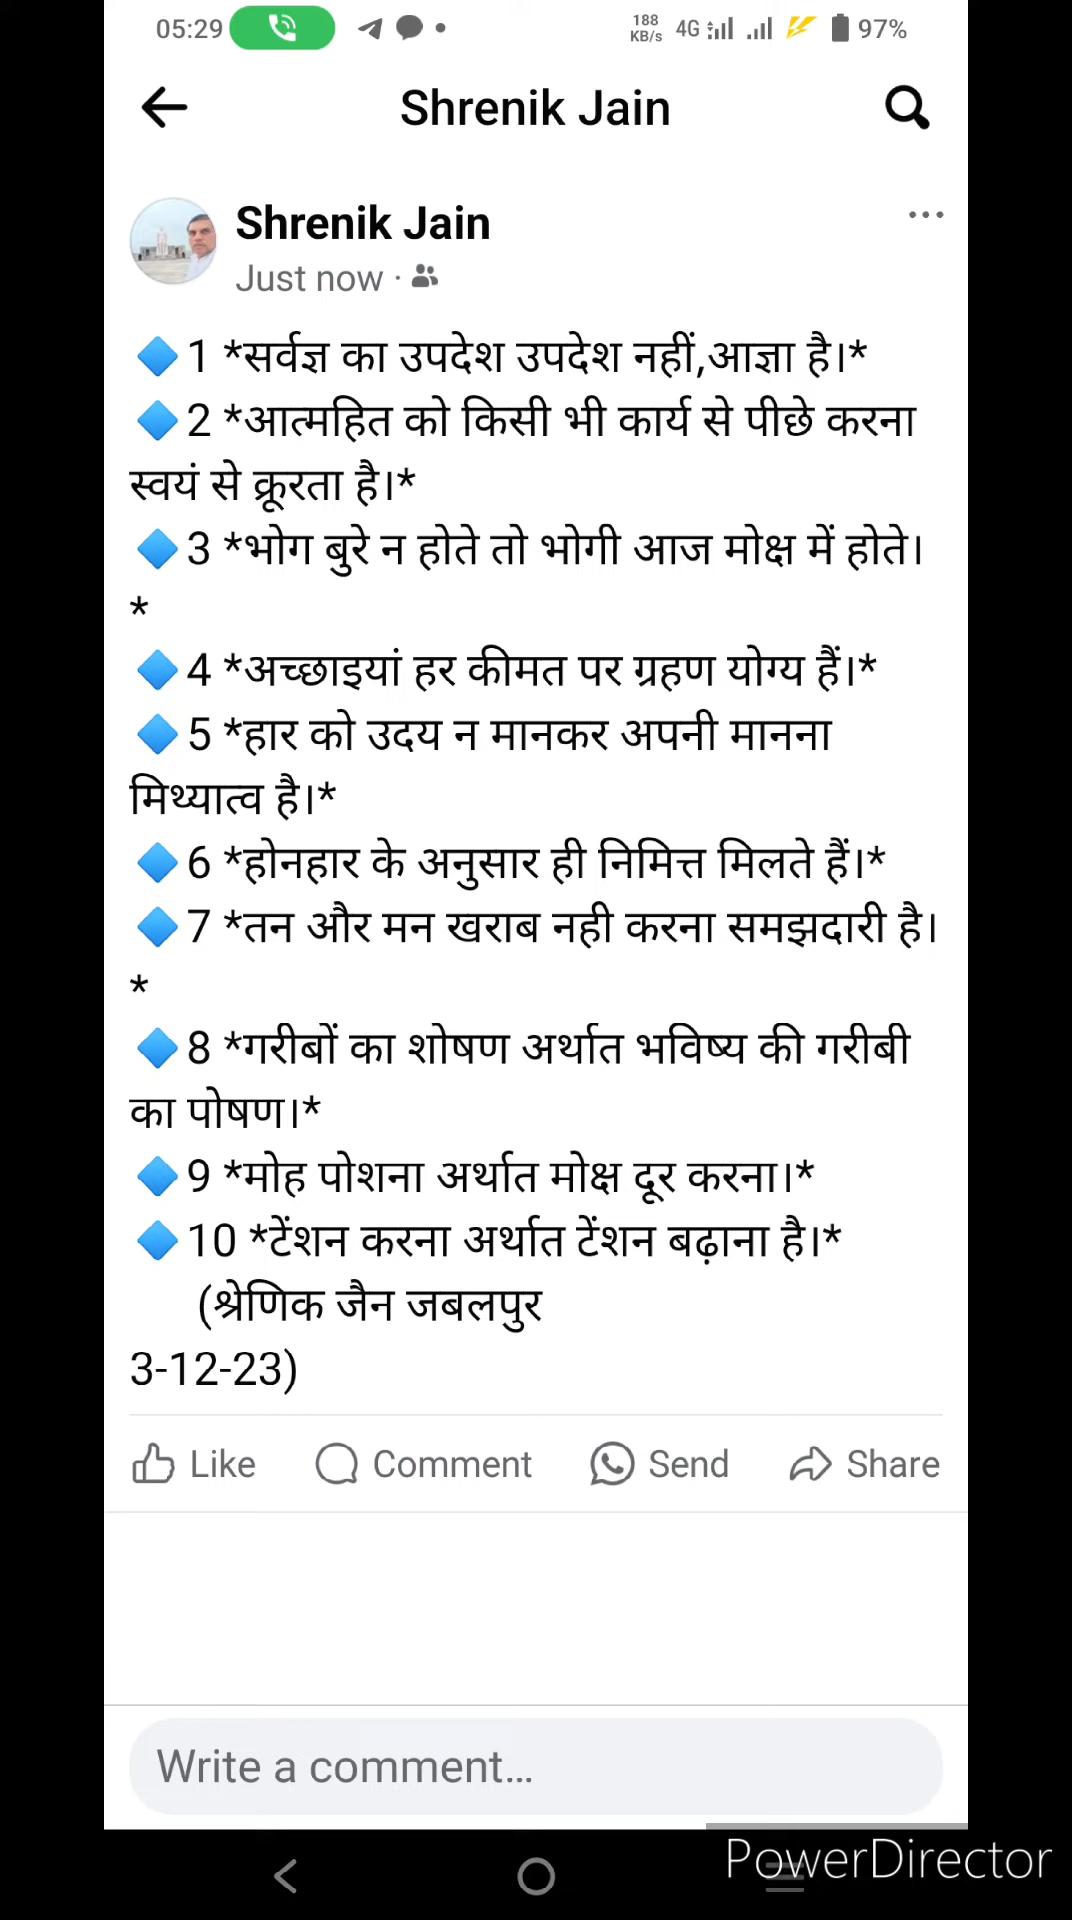 05:29 188 KB/s 4G 97%
Shrenik Jain
Shrenik Jain
Just now ·
🔷1 *सर्वज्ञ का उपदेश उपदेश नहीं,आज्ञा है।*
🔷2 *आत्महित को किसी भी कार्य से पीछे करना
स्वयं से क्रूरता है।*
🔷3 *भोग बुरे न होते तो भोगी आज मोक्ष में होते।
*
🔷4 *अच्छाइयां हर कीमत पर ग्रहण योग्य हैं।*
🔷5 *हार को उदय न मानकर अपनी मानना
मिथ्यात्व है।*
🔷6 *होनहार के अनुसार ही निमित्त मिलते हैं।*
🔷7 *तन और मन खराब नही करना समझदारी है।
*
🔷8 *गरीबों का शोषण अर्थात भविष्य की गरीबी
का पोषण।*
🔷9 *मोह पोशना अर्थात मोक्ष दूर करना।*
🔷10 *टेंशन करना अर्थात टेंशन बढ़ाना है।*
(श्रेणिक जैन जबलपुर
3-12-23)
Like Comment Send Share
Write a comment...
PowerDirector